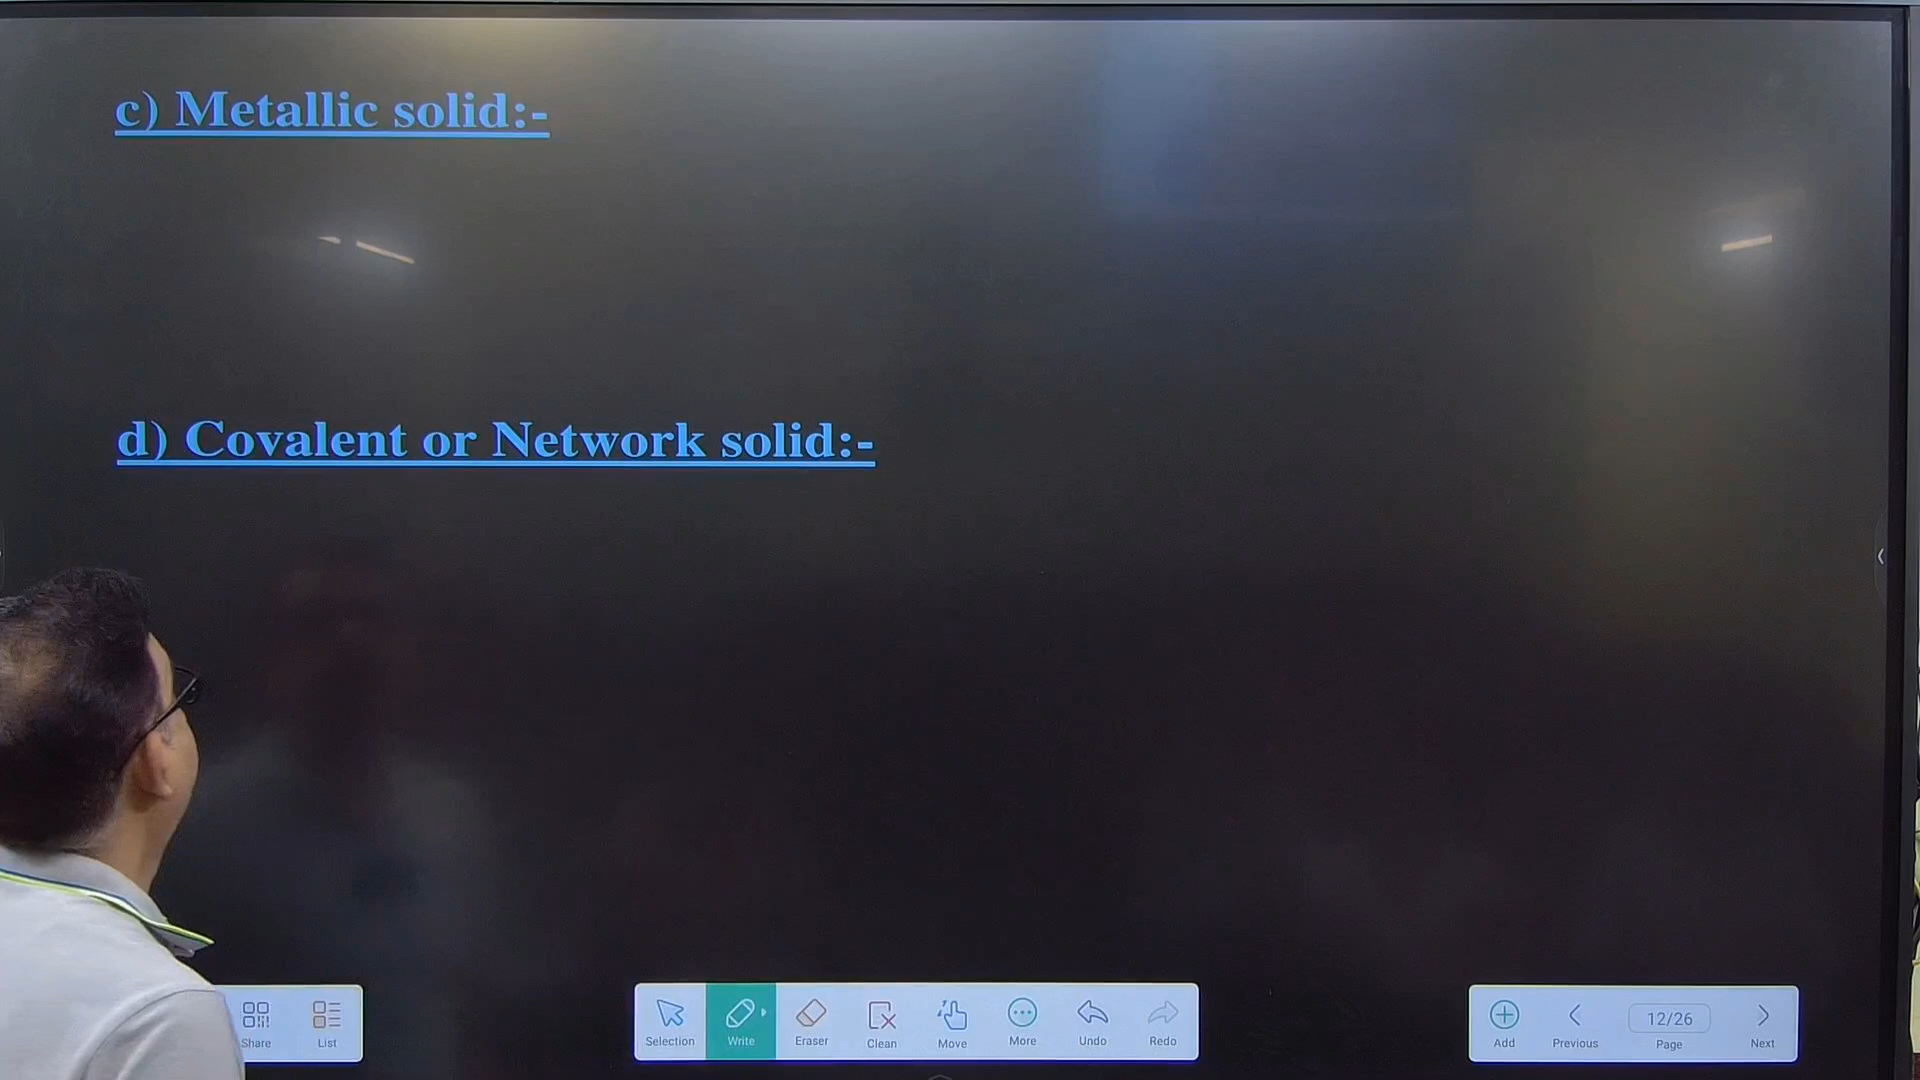 c) Metallic solid:-
d) Covalent or Network solid:-
Share
List
Selection
Write
Eraser
Clean
Move
More
Undo
Redo
Add
Previous
12/26
Page
Next